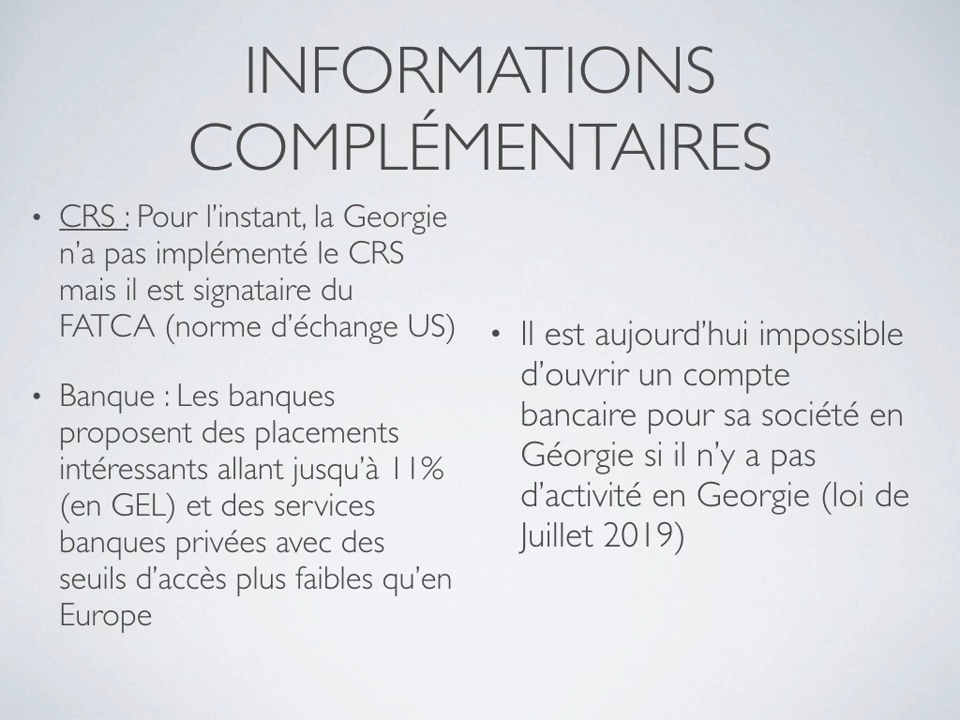 INFORMATIONS
COMPLÉMENTAIRES
• CRS : Pour l’instant, la Georgie
n’a pas implémenté le CRS
mais il est signataire du
FATCA (norme d’échange US)
• Banque : Les banques
proposent des placements
intéressants allant jusqu’à 11%
(en GEL) et des services
banques privées avec des
seuils d’accès plus faibles qu’en
Europe
• Il est aujourd’hui impossible
d’ouvrir un compte
bancaire pour sa société en
Géorgie si il n’y a pas
d’activité en Georgie (loi de
Juillet 2019)